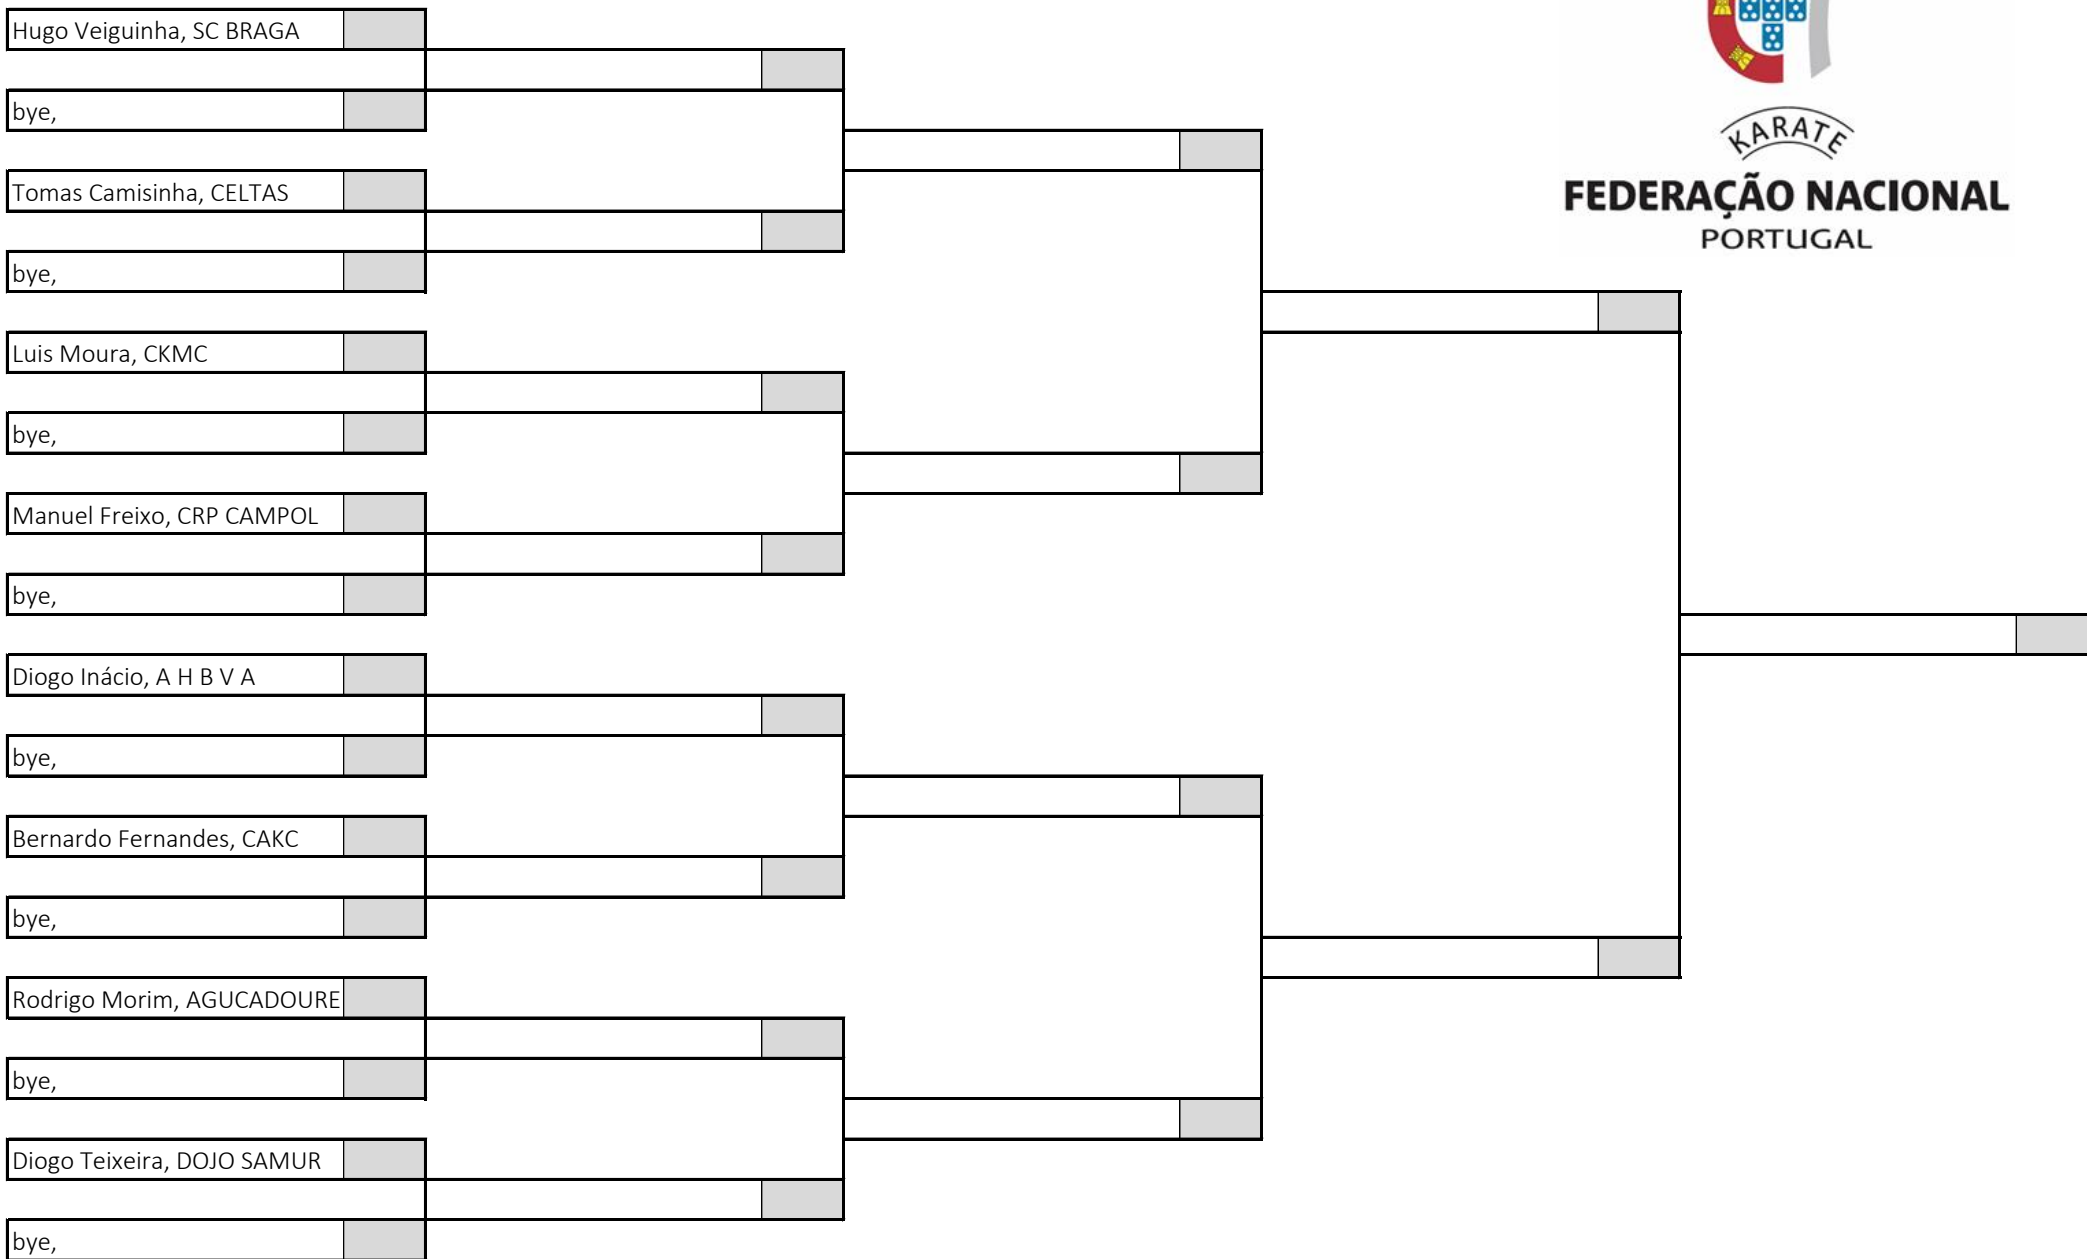 Hugo Veiguinha, SC BRAGA
bye,
Tomas Camisinha, CELTAS
bye,
Luis Moura, CKMC
bye,
Manuel Freixo, CRP CAMPOL
bye,
Diogo Inácio, A H B V A
bye,
Bernardo Fernandes, CAKC
bye,
Rodrigo Morim, AGUCADOURE
bye,
Diogo Teixeira, DOJO SAMUR
bye,
KARATE
FEDERAÇÃO NACIONAL
PORTUGAL